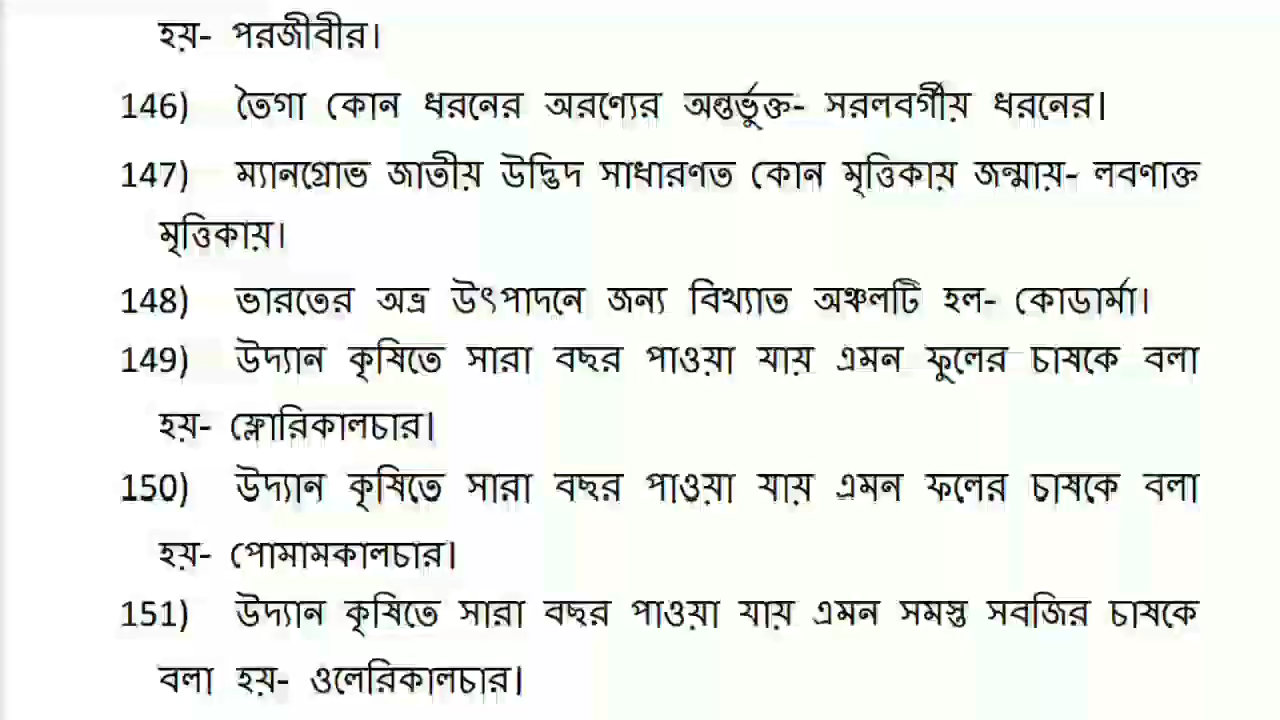 হয়- পরজীবীর।
146) তৈগা কোন ধরনের অরণ্যের অন্তর্ভুক্ত- সরলবর্গীয় ধরনের।
147) ম্যানগ্রোভ জাতীয় উদ্ভিদ সাধারণত কোন মৃত্তিকায় জন্মায়- লবণাক্ত
মৃত্তিকায়।
148) ভারতের অভ্র উৎপাদনে জন্য বিখ্যাত অঞ্চলটি হল- কোডার্মা।
149) উদ্যান কৃষিতে সারা বছর পাওয়া যায় এমন ফুলের চাষকে বলা
হয়- ফ্লোরিকালচার।
150) উদ্যান কৃষিতে সারা বছর পাওয়া যায় এমন ফলের চাষকে বলা
হয়- পোমামকালচার।
151) উদ্যান কৃষিতে সারা বছর পাওয়া যায় এমন সমস্ত সবজির চাষকে
বলা হয়- ওলেরিকালচার।